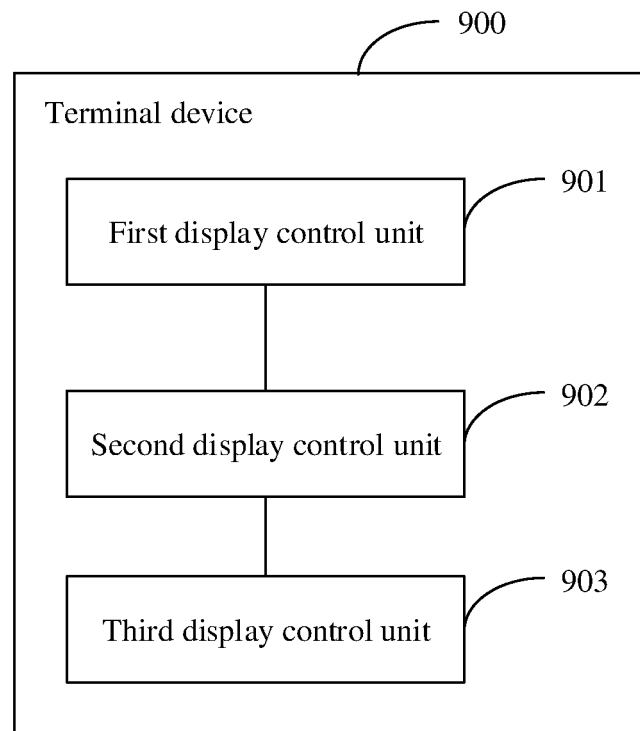 900
Terminal device
901
First display control unit
902
Second display control unit
903
Third display control unit